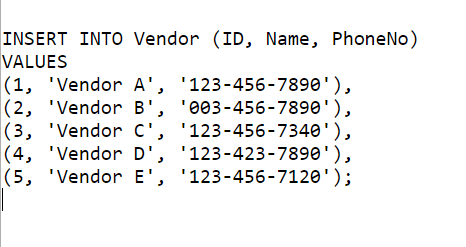 INSERT INTO Vendor (ID, Name, PhoneNo)
VALUES
(1, 'Vendor A', '123-456-7890'),
(2, 'Vendor B', '003-456-7890'),
(3, 'Vendor C', '123-456-7340'),
(4, 'Vendor D', '123-423-7890'),
(5, 'Vendor E', '123-456-7120');